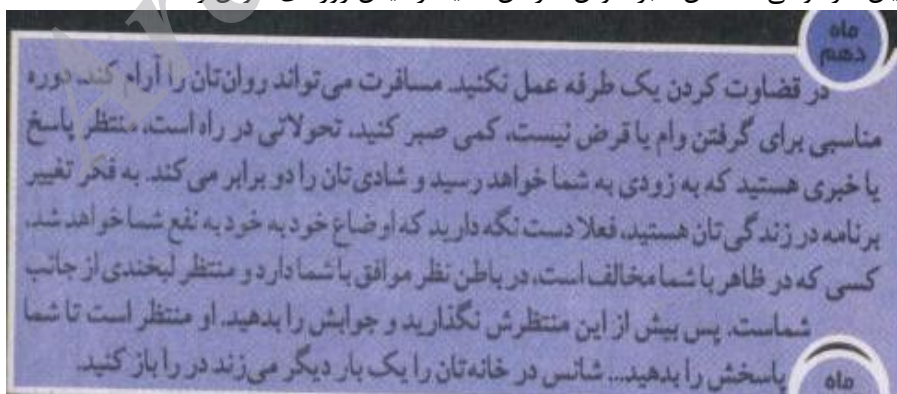 ماه
دهم
در قضاوت کردن یک طرفه عمل نکنید. مسافرت می‌تواند روان‌تان را آرام کند. دوره
مناسبی برای گرفتن وام یا قرض نیست، کمی صبر کنید، تحولاتی در راه است. منتظر پاسخ
یا خبری هستید که به زودی به شما خواهد رسید و شادی‌تان را دو برابر می‌کند. به فکر تغییر
برنامه در زندگی‌تان هستید، فعلا دست نگه دارید که اوضاع خود به خود به نفع شما خواهد شد.
کسی که در ظاهر با شما مخالف است، در باطن نظر موافق با شما دارد و منتظر لبخندی از جانب
شماست. پس بیش از این منتظرش نگذارید و جوابش را بدهید. او منتظر است تا شما
پاسخش را بدهید... شانس در خانه‌تان را یک بار دیگر می‌زند در را باز کنید.
ماه